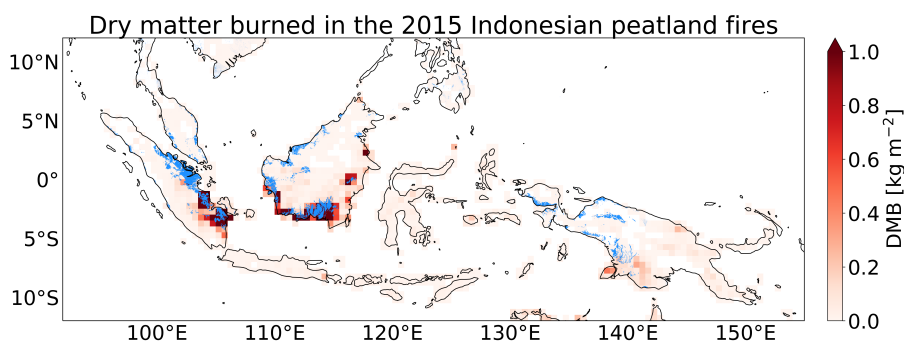 Dry matter burned in the 2015 Indonesian peatland fires
10°N
5°N
0°
5°S
10°S
100°E
110°E
120°E
130°E
140°E
150°E
1.0
0.8
0.6
0.4
0.2
0.0
DMB [kg m⁻²]